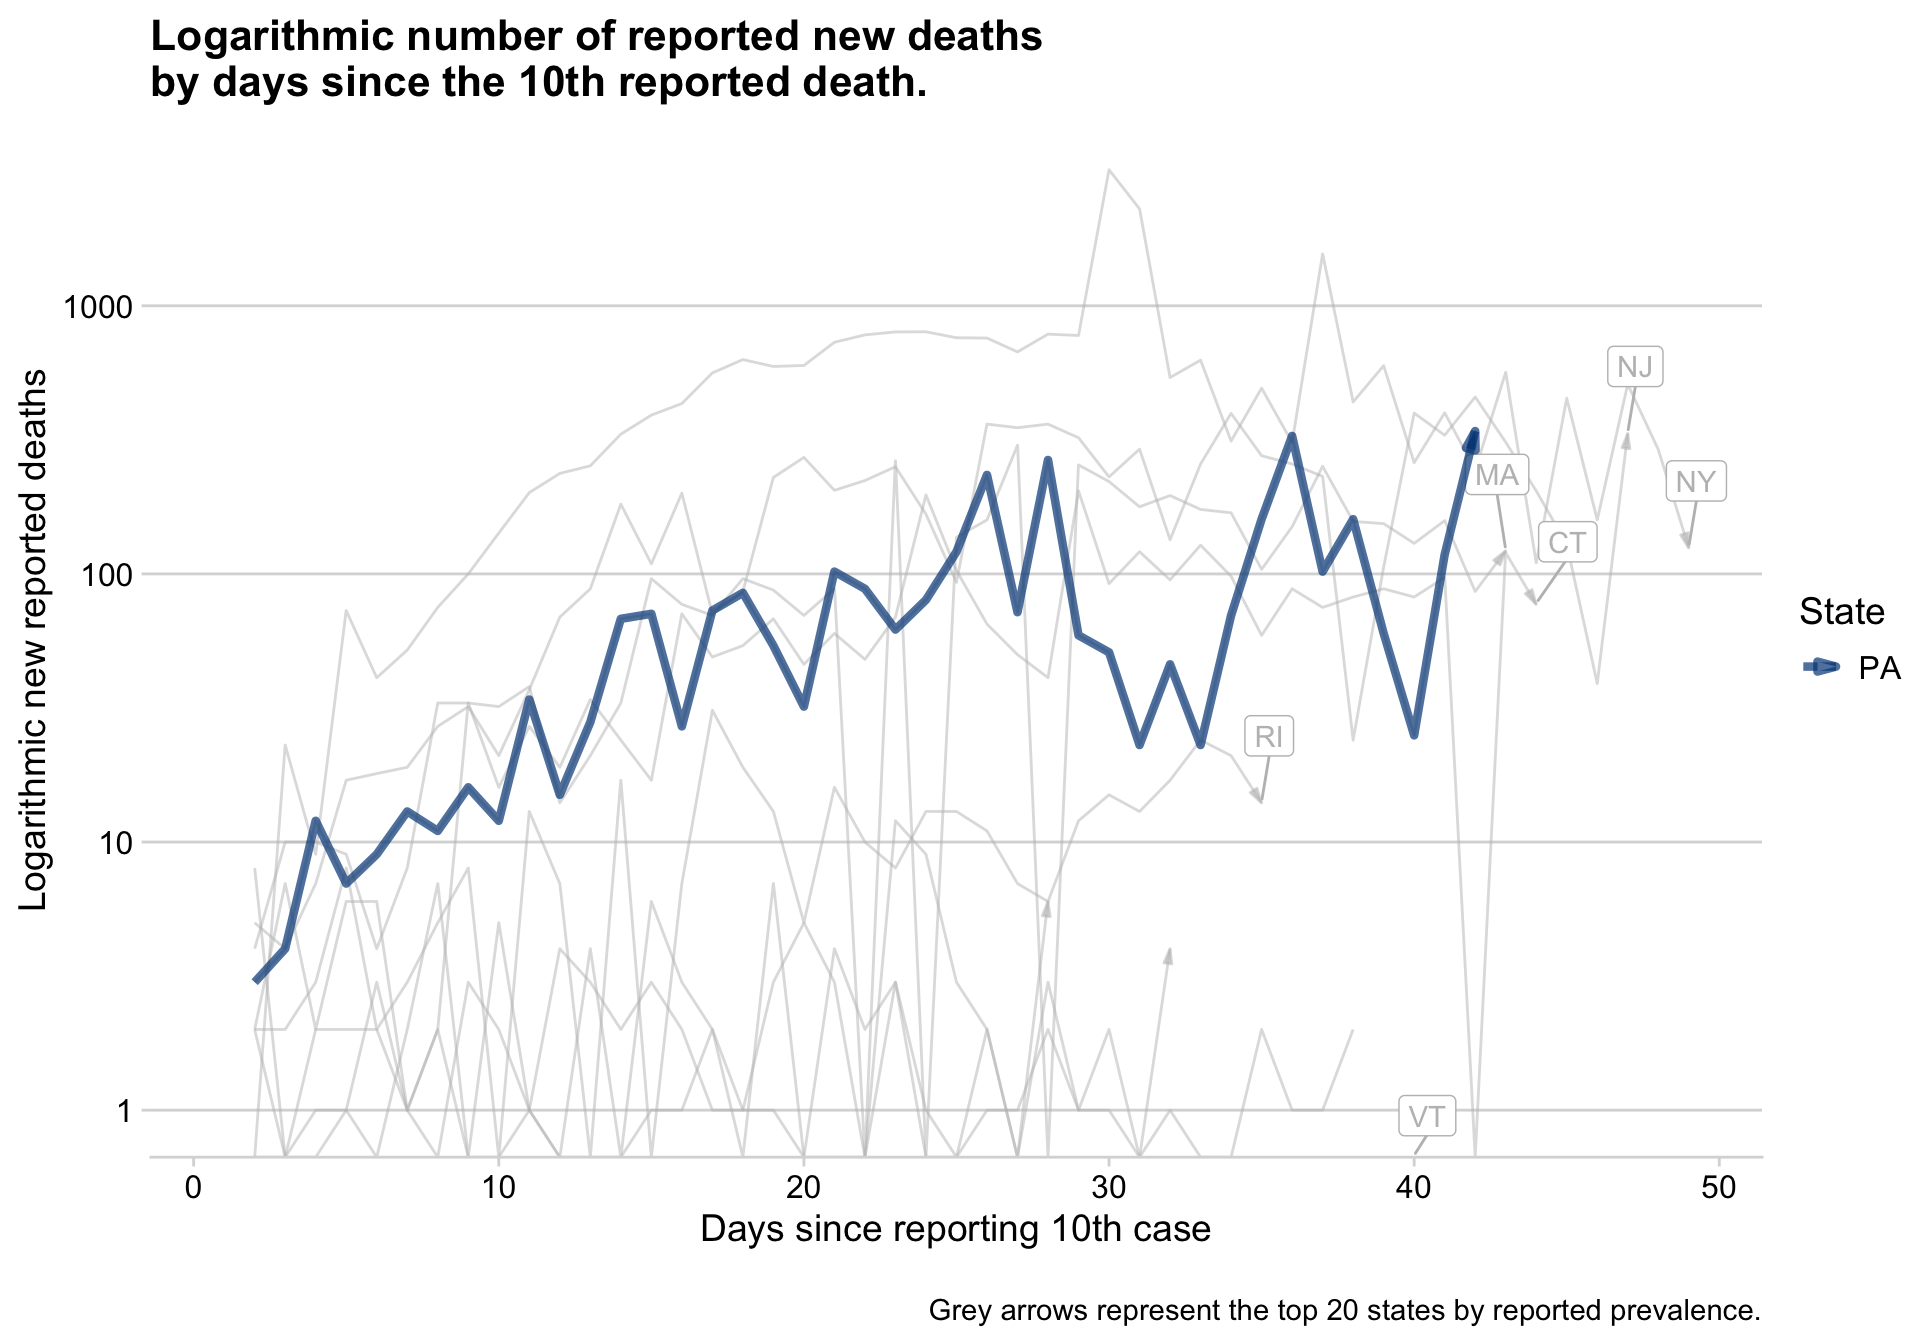 Logarithmic number of reported new deaths
by days since the 10th reported death.
Logarithmic new reported deaths
1000
100
10
1
NJ
NY
MA
CT
RI
VT
State
PA
0 10 20 30 40 50
Days since reporting 10th case
Grey arrows represent the top 20 states by reported prevalence.